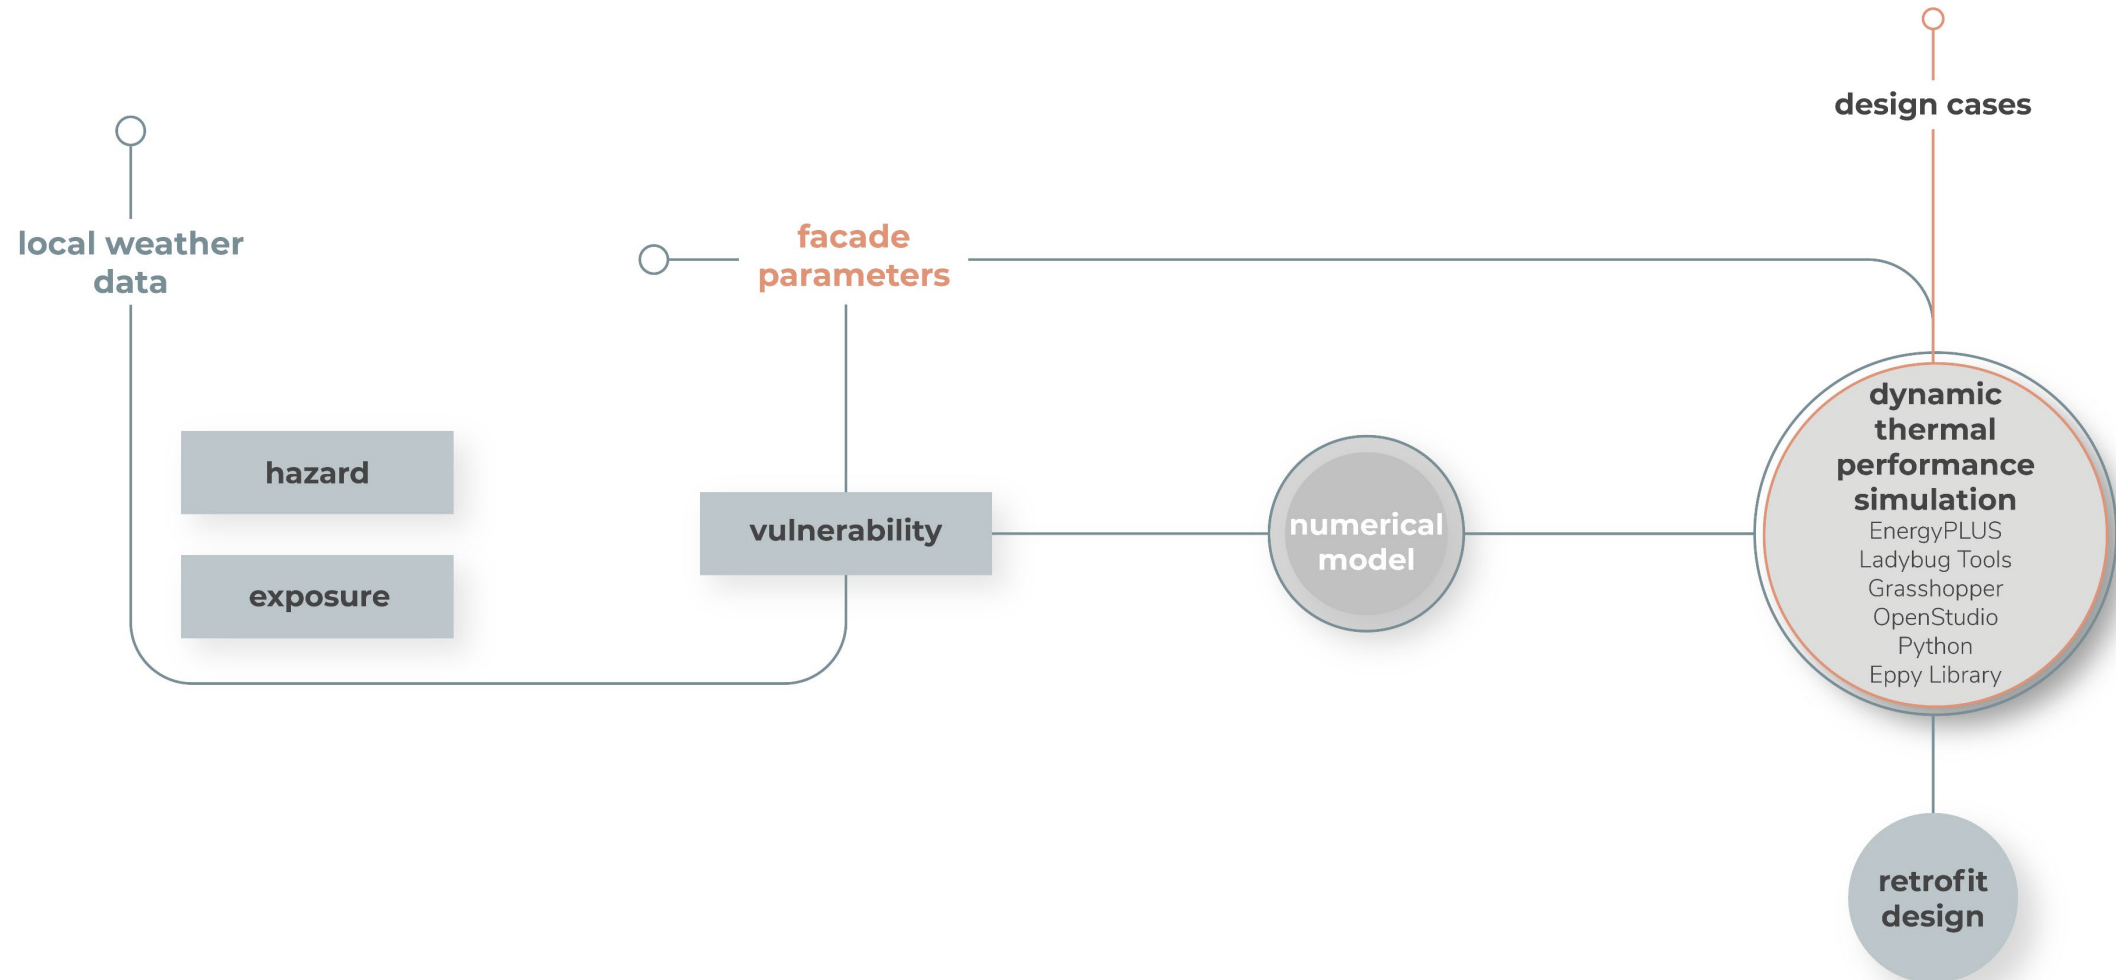 design cases
local weather
data
facade
parameters
hazard
exposure
vulnerability
numerical
model
dynamic
thermal
performance
simulation
EnergyPLUS
Ladybug Tools
Grasshopper
OpenStudio
Python
Eppy Library
retrofit
design